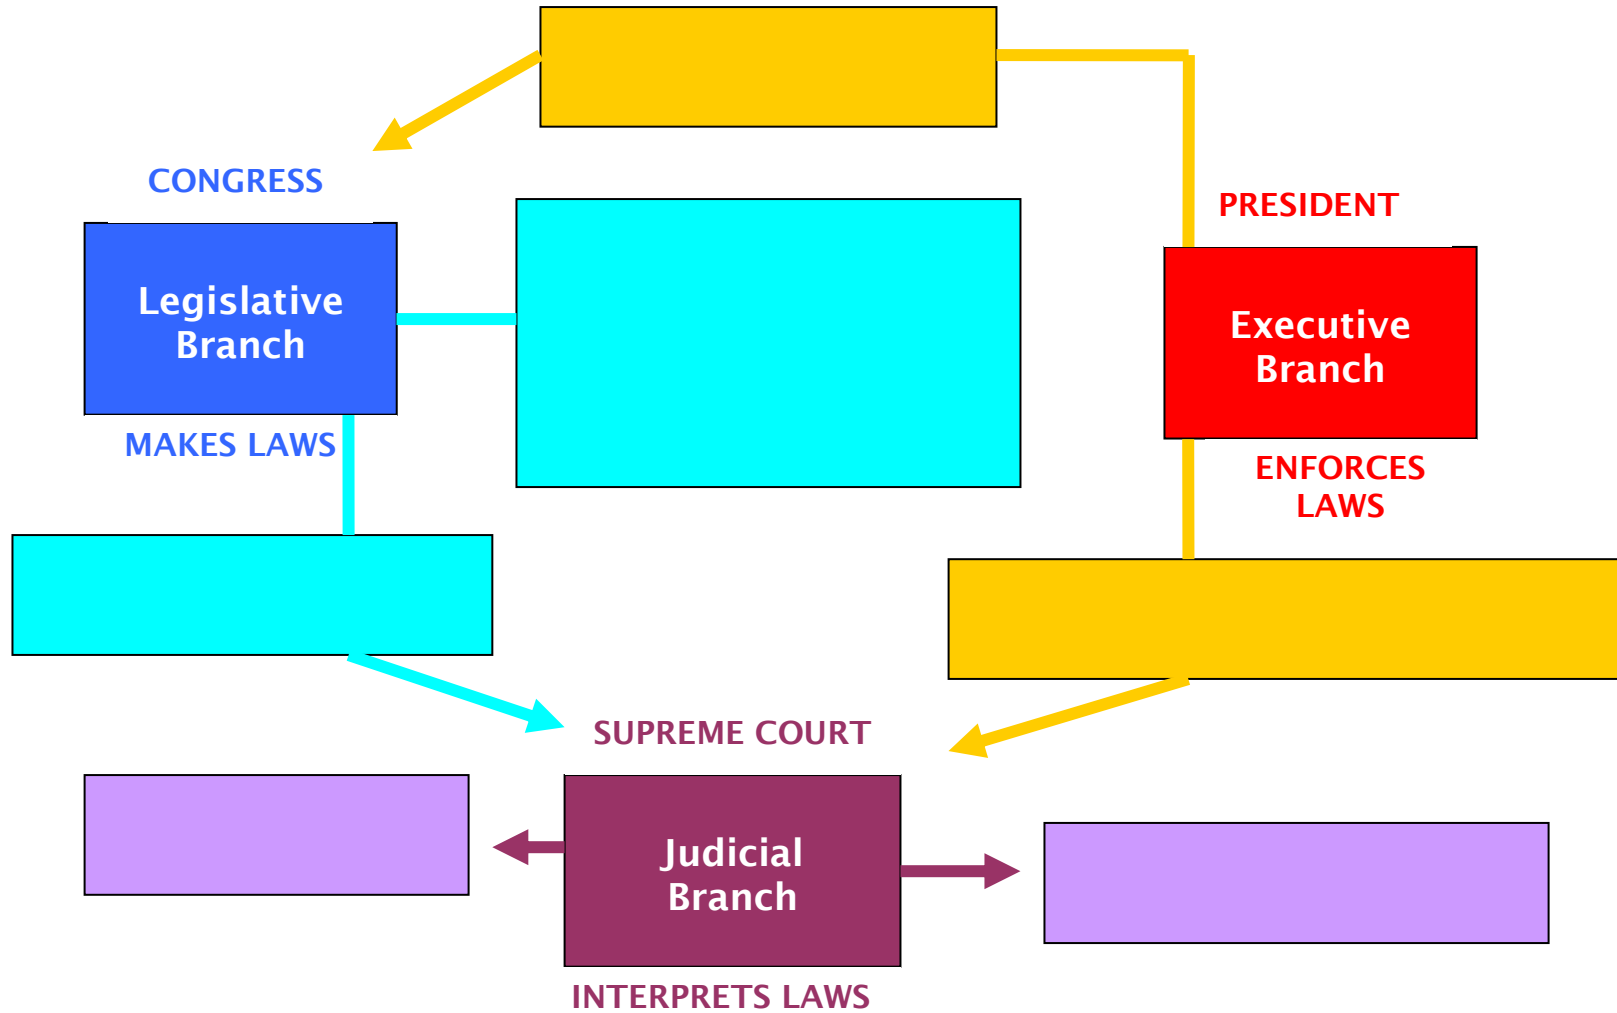 CONGRESS
Legislative
Branch
MAKES LAWS
PRESIDENT
Executive
Branch
ENFORCES
LAWS
SUPREME COURT
Judicial
Branch
INTERPRETS LAWS